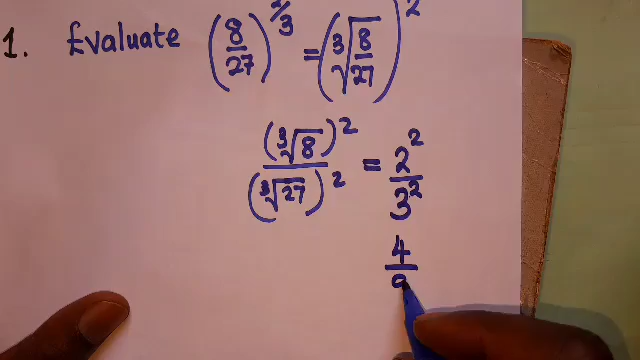 1. Evaluate (8/27)^2/3 = (∛(8/27))^2
(∛8)^2/(∛27)^2 = 2^2/3^2
4/9